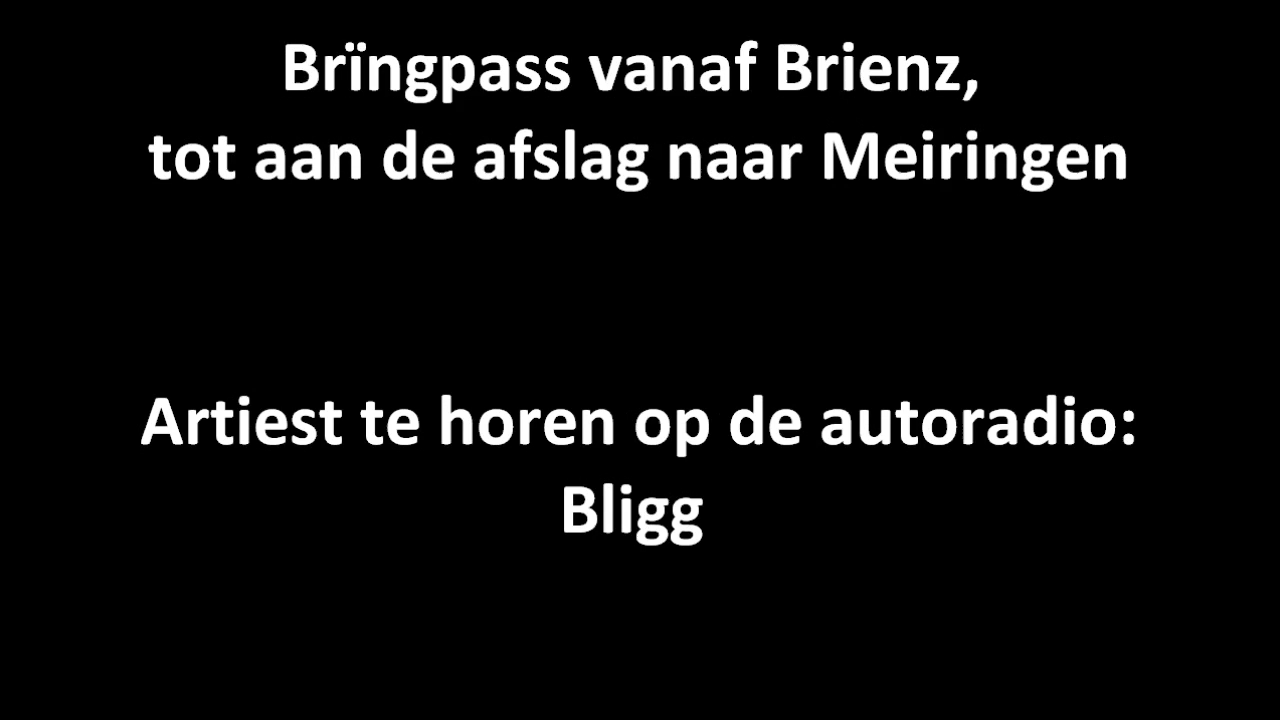 Brïngpass vanaf Brienz,
tot aan de afslag naar Meiringen
Artiest te horen op de autoradio:
Bligg